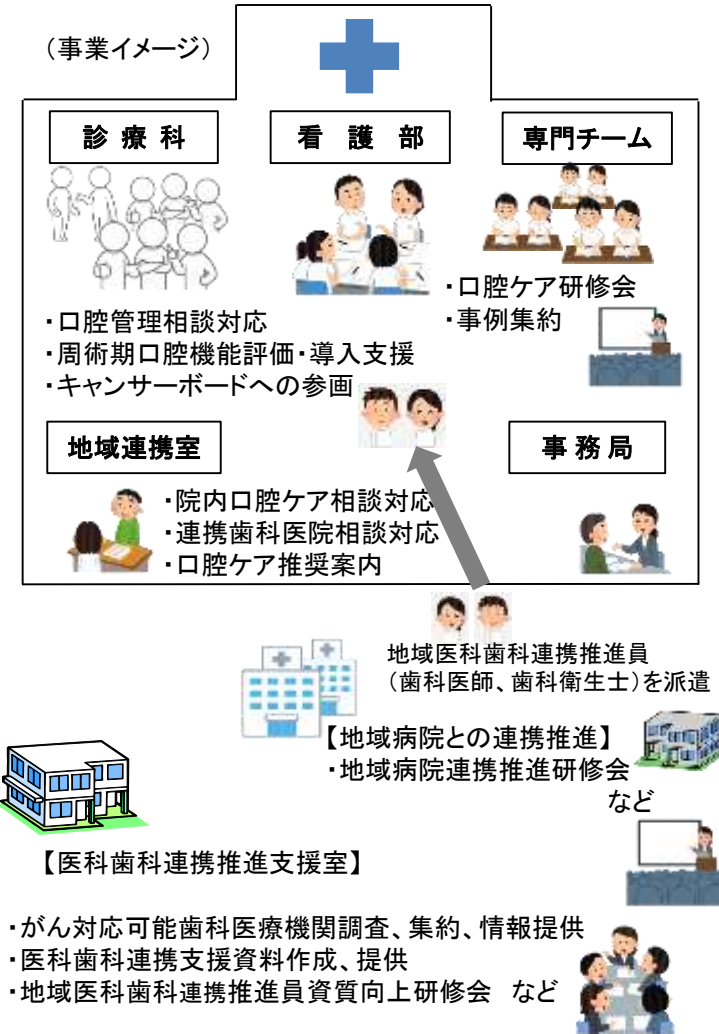 （事業イメージ）
診療科
看護部
専門チーム
・口腔ケア研修会
・事例集約
・口腔管理相談対応
・周術期口腔機能評価・導入支援
・キャンサーボードへの参画
地域連携室
事務局
・院内口腔ケア相談対応
・連携歯科医院相談対応
・口腔ケア推奨案内
地域医科歯科連携推進員
（歯科医師、歯科衛生士）を派遣
【地域病院との連携推進】
・地域病院連携推進研修会
など
【医科歯科連携推進支援室】
・がん対応可能歯科医療機関調査、集約、情報提供
・医科歯科連携支援資料作成、提供
・地域医科歯科連携推進員資質向上研修会　など